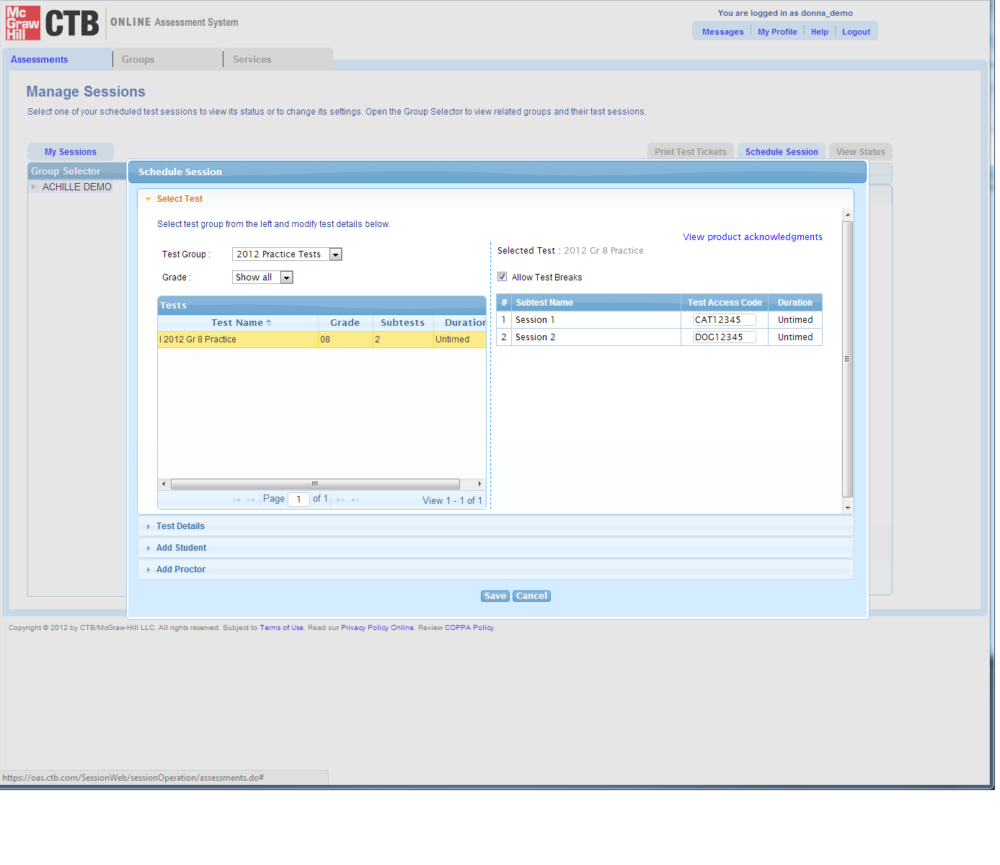 Mc
Graw
Hill
CTB ONLINE Assessment System
You are logged in as donna_demo
Messages My Profile Help Logout
Assessments Groups Services
Manage Sessions
Select one of your scheduled test sessions to view its status or to change its settings. Open the Group Selector to view related groups and their test sessions.
My Sessions Print Test Tickets Schedule Session View Status
Group Selector
ACHILLE DEMO
Schedule Session
Select Test
Select test group from the left and modify test details below.
View product acknowledgments
Test Group : 2012 Practice Tests
Selected Test : 2012 Gr 8 Practice
Grade : Show all
Allow Test Breaks
Tests
Test Name Grade Subtests Duration
I 2012 Gr 8 Practice 08 2 Untimed
# Subtest Name Test Access Code Duration
1 Session 1 CAT12345 Untimed
2 Session 2 DOG12345 Untimed
Page 1 of 1 View 1 - 1 of 1
Test Details
Add Student
Add Proctor
Save Cancel
Copyright © 2012 by CTB/McGraw-Hill LLC. All rights reserved. Subject to Terms of Use. Read our Privacy Policy Online. Review COPPA Policy.
https://oas.ctb.com/SessionWeb/sessionOperation/assessments.do#